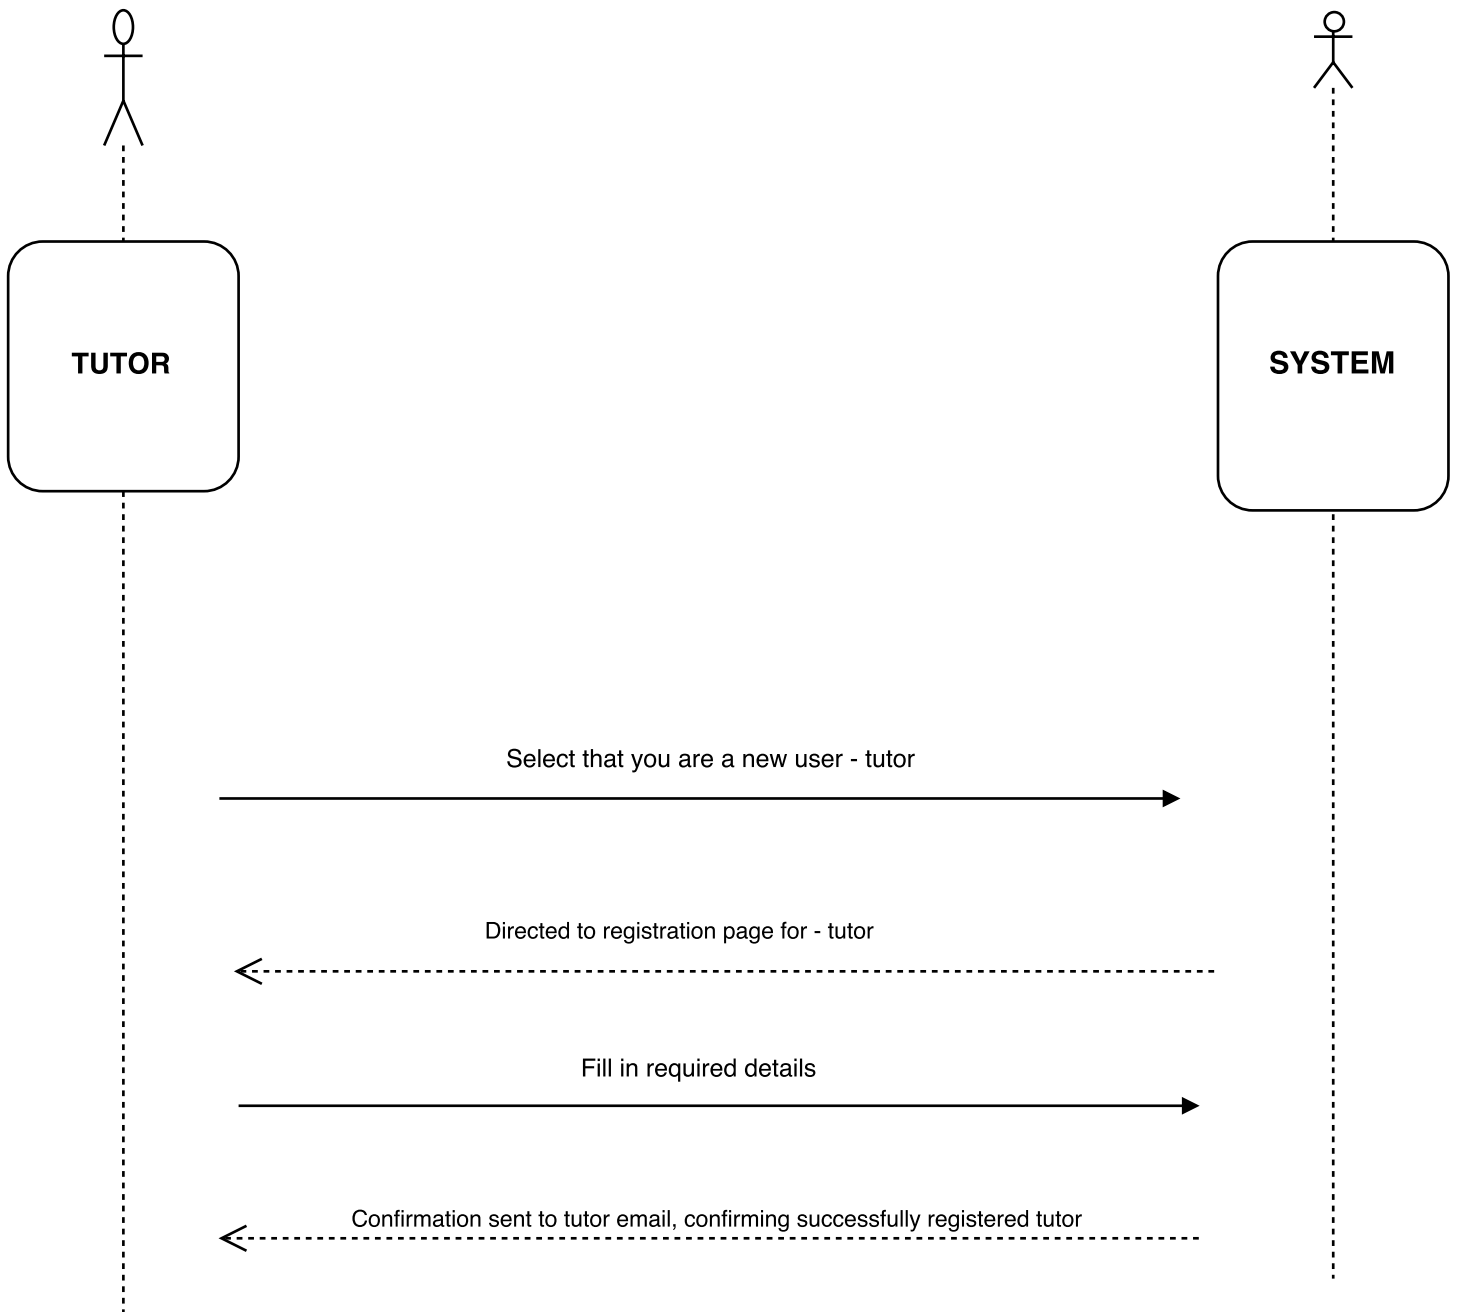 TUTOR
SYSTEM
Select that you are a new user - tutor
Directed to registration page for - tutor
Fill in required details
Confirmation sent to tutor email, confirming successfully registered tutor